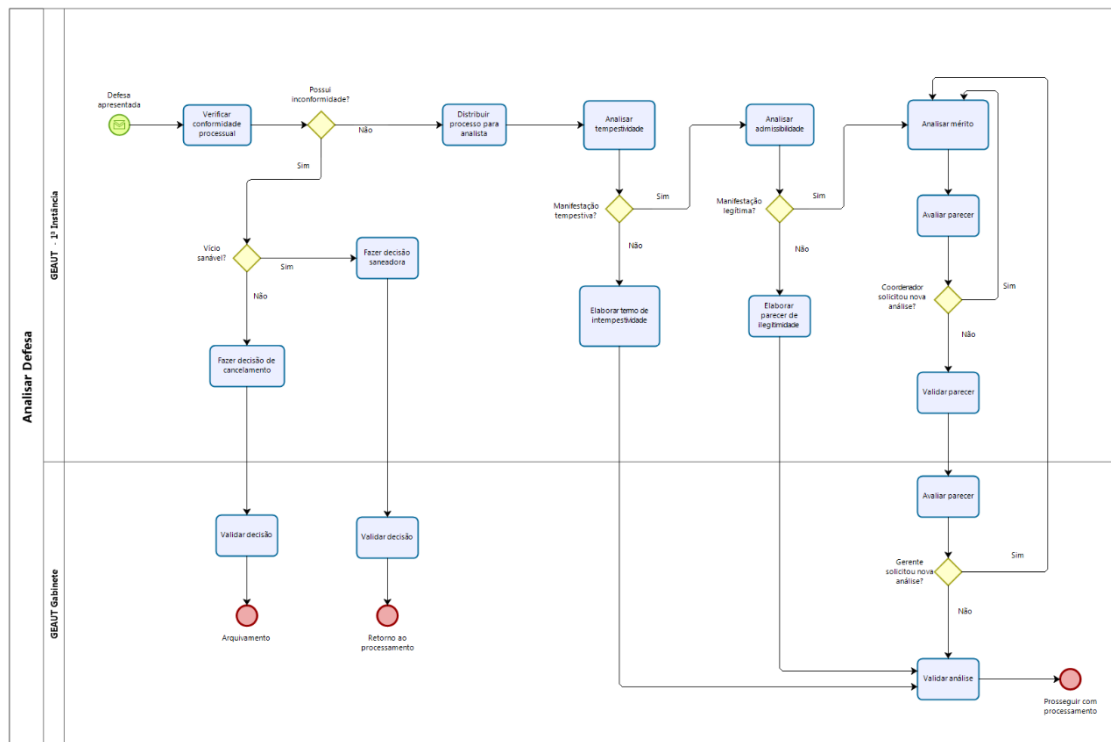 Analisar Defesa
GEAUT - 1ª Instância
Defesa
apresentada
Verificar
conformidade
processual
Possui
inconformidade?
Não
Sim
Distribuir
processo para
analista
Analisar
tempestividade
Manifestação
tempestiva?
Sim
Não
Analisar
admissibilidade
Manifestação
legítima?
Sim
Não
Analisar mérito
Avaliar parecer
Coordenador
solicitou nova
análise?
Sim
Não
Vício
sanável?
Sim
Não
Fazer decisão
saneadora
Elaborar termo de
intempestividade
Elaborar
parecer de
ilegitimidade
Fazer decisão de
cancelamento
Validar parecer
GEAUT Gabinete
Validar decisão
Validar decisão
Avaliar parecer
Gerente
solicitou nova
análise?
Sim
Não
Arquivamento
Retorno ao
processamento
Validar análise
Prosseguir com
processamento